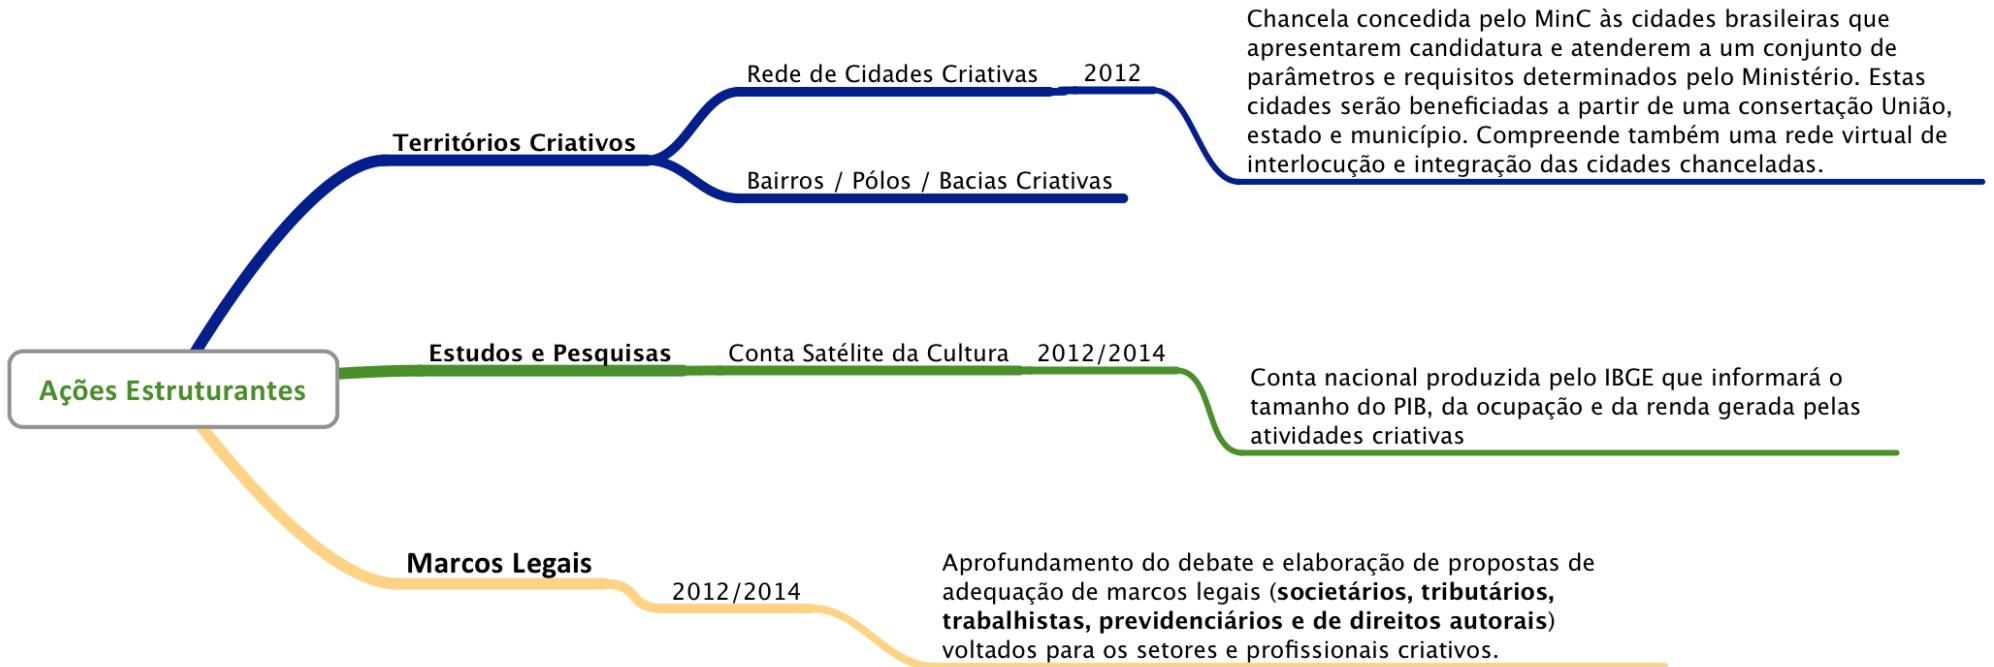 Ações Estruturantes
Territórios Criativos
Rede de Cidades Criativas
2012
Chancela concedida pelo MinC às cidades brasileiras que
apresentarem candidatura e atenderem a um conjunto de
parâmetros e requisitos determinados pelo Ministério. Estas
cidades serão beneficiadas a partir de uma consertação União,
estado e município. Compreende também uma rede virtual de
interlocução e integração das cidades chanceladas.
Bairros / Pólos / Bacias Criativas
Estudos e Pesquisas
Conta Satélite da Cultura
2012/2014
Conta nacional produzida pelo IBGE que informará o
tamanho do PIB, da ocupação e da renda gerada pelas
atividades criativas
Marcos Legais
2012/2014
Aprofundamento do debate e elaboração de propostas de
adequação de marcos legais (societários, tributários,
trabalhistas, previdenciários e de direitos autorais)
voltados para os setores e profissionais criativos.